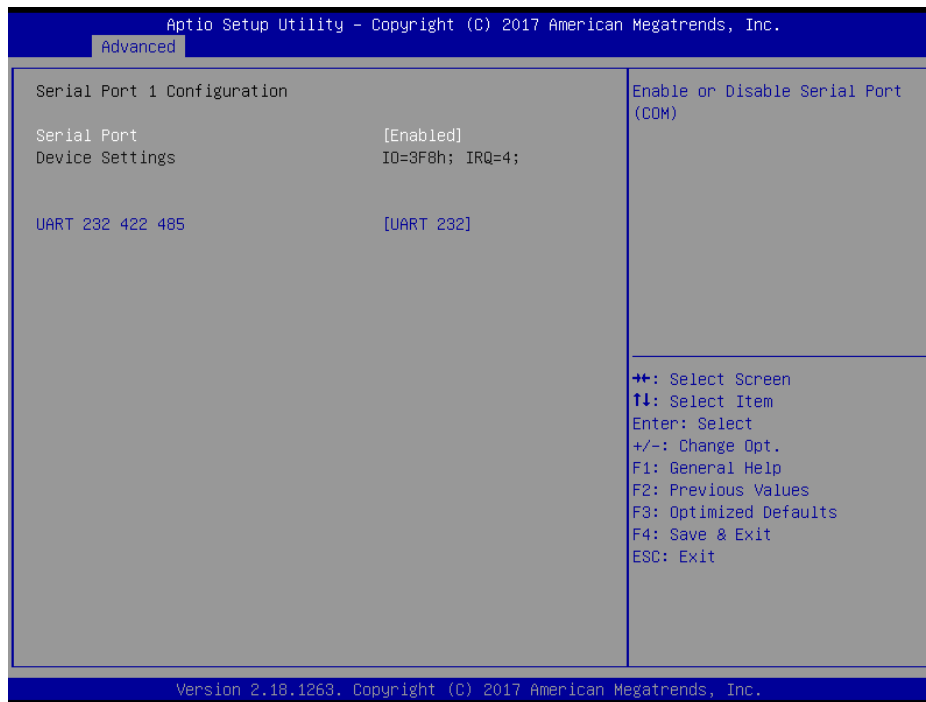 Aptio Setup Utility – Copyright (C) 2017 American Megatrends, Inc.
Advanced
Serial Port 1 Configuration
Serial Port [Enabled]
Device Settings IO=3F8h; IRQ=4;
UART 232 422 485 [UART 232]
Enable or Disable Serial Port
(COM)
→←: Select Screen
↑↓: Select Item
Enter: Select
+/-: Change Opt.
F1: General Help
F2: Previous Values
F3: Optimized Defaults
F4: Save & Exit
ESC: Exit
Version 2.18.1263. Copyright (C) 2017 American Megatrends, Inc.